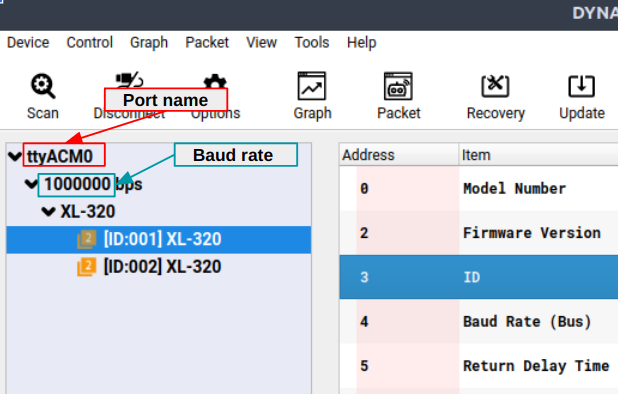 DYNA
Device Control Graph Packet View Tools Help
Scan Disconnect Options Graph Packet Recovery Update
Port name
Baud rate
ttyACM0
1000000 bps
XL-320
2 [ID:001] XL-320
2 [ID:002] XL-320
Address Item
0 Model Number
2 Firmware Version
3 ID
4 Baud Rate (Bus)
5 Return Delay Time